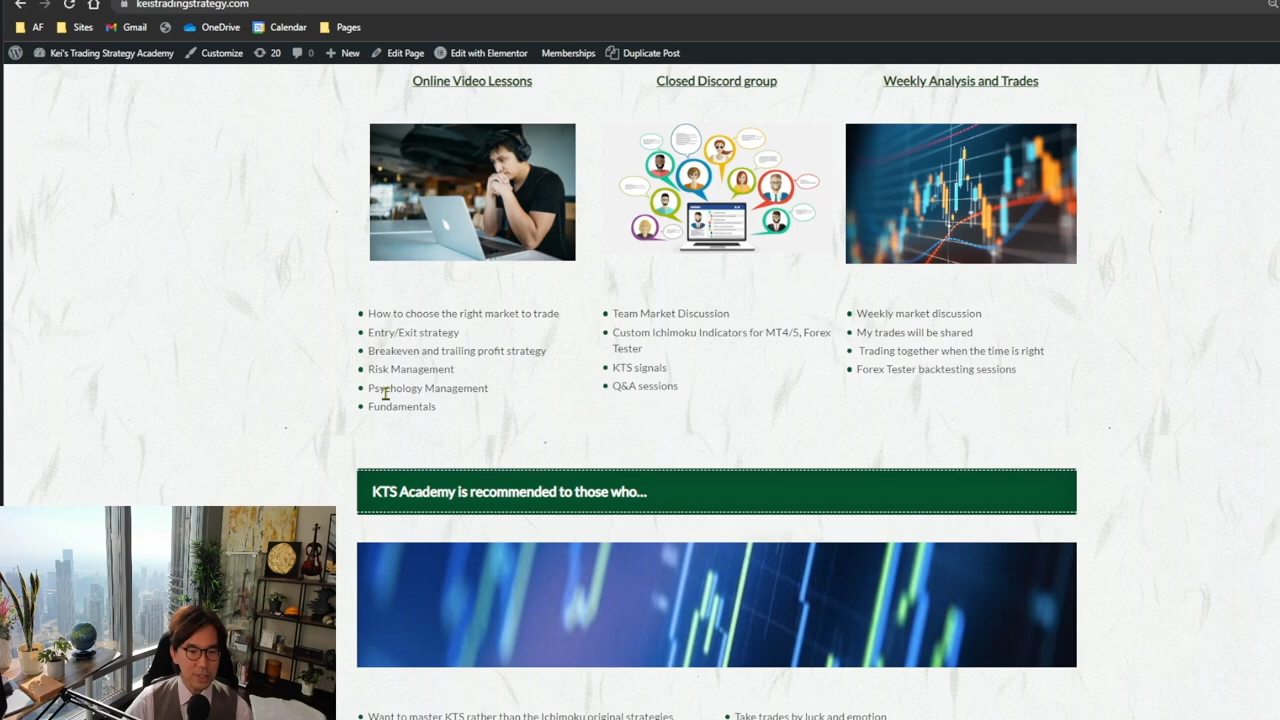 keistradingstrategy.com
AF
Sites
Gmail
OneDrive
Calendar
Pages
Kei's Trading Strategy Academy
Customize
20
0
New
Edit Page
Edit with Elementor
Memberships
Duplicate Post
Online Video Lessons
Closed Discord group
Weekly Analysis and Trades
How to choose the right market to trade
Entry/Exit strategy
Breakeven and trailing profit strategy
Risk Management
Psychology Management
Fundamentals
Team Market Discussion
Custom Ichimoku Indicators for MT4/5, Forex
Tester
KTS signals
Q&A sessions
Weekly market discussion
My trades will be shared
Trading together when the time is right
Forex Tester backtesting sessions
KTS Academy is recommended to those who...
Want to master KTS rather than the Ichimoku original strategies
Take trades by luck and emotion